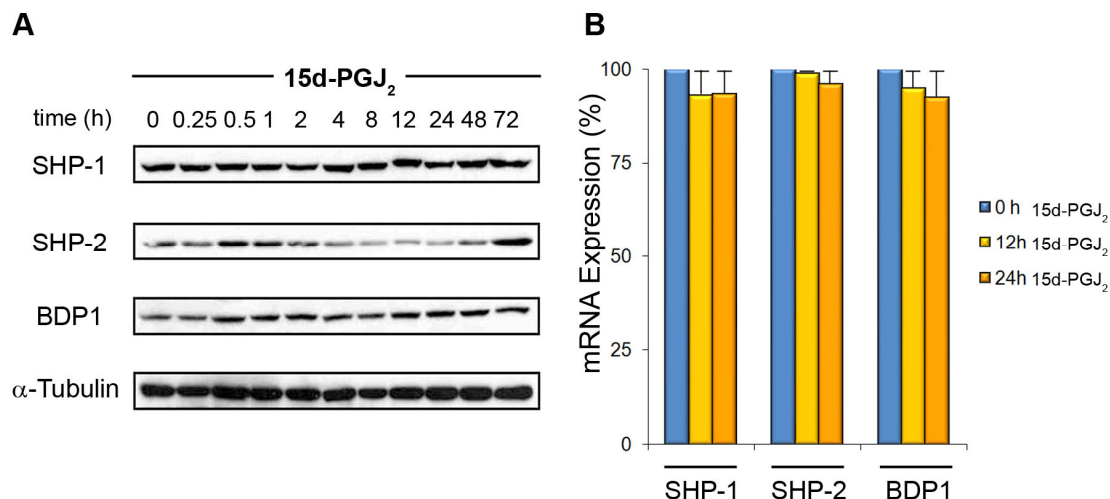 A
15d-PGJ2
time (h) 0 0.25 0.5 1 2 4 8 12 24 48 72
SHP-1
SHP-2
BDP1
α-Tubulin
B
mRNA Expression (%)
100
75
50
25
0
SHP-1 SHP-2 BDP1
0 h 15d-PGJ2
12h 15d-PGJ2
24h 15d-PGJ2